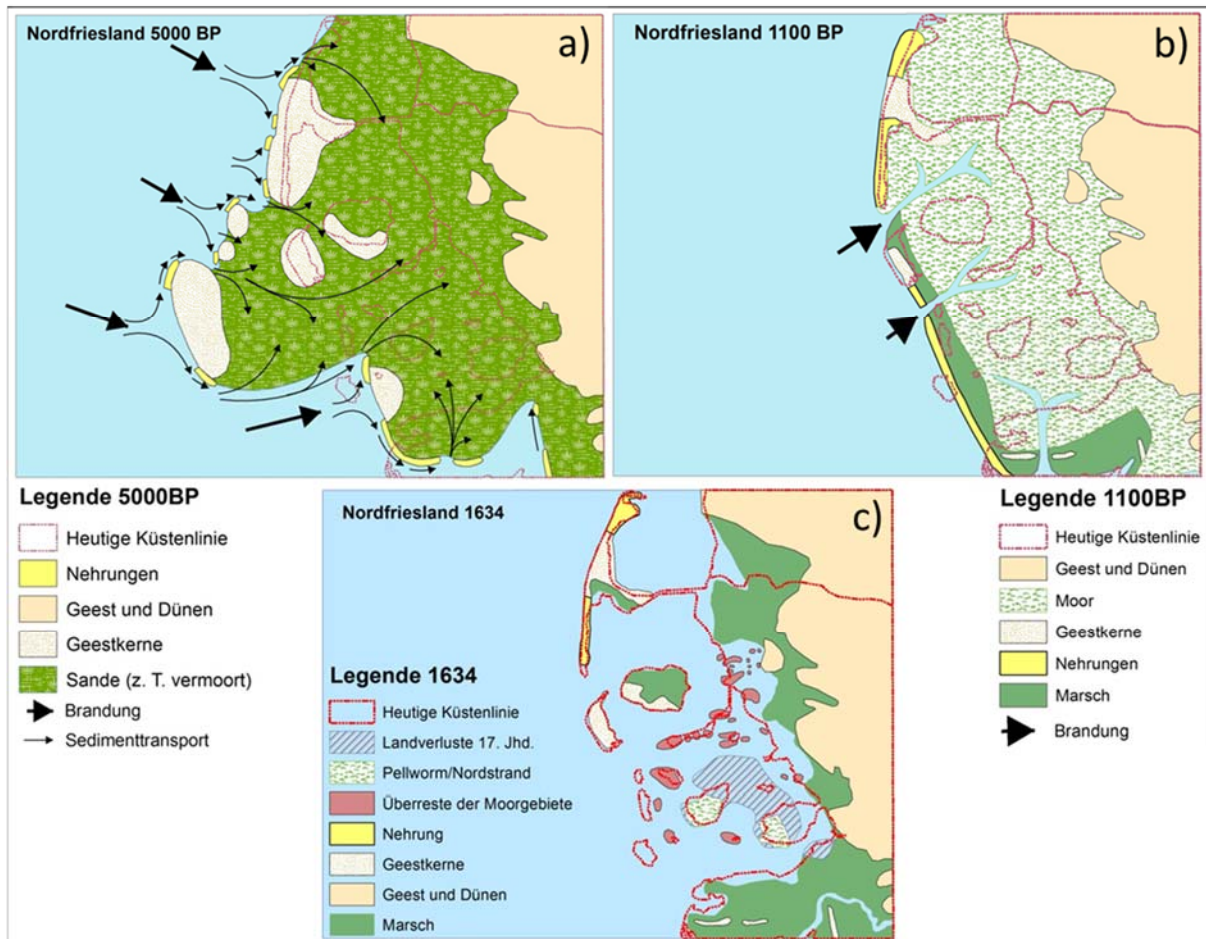 Nordfriesland 5000 BP
a)
Nordfriesland 1100 BP
b)
Legende 5000BP
Heutige Küstenlinie
Nehrungen
Geest und Dünen
Geestkerne
Sande (z. T. vermoort)
Brandung
Sedimenttransport
Nordfriesland 1634
c)
Legende 1634
Heutige Küstenlinie
Landverluste 17. Jhd.
Pellworm/Nordstrand
Überreste der Moorgebiete
Nehrung
Geestkerne
Geest und Dünen
Marsch
Legende 1100BP
Heutige Küstenlinie
Geest und Dünen
Moor
Geestkerne
Nehrungen
Marsch
Brandung